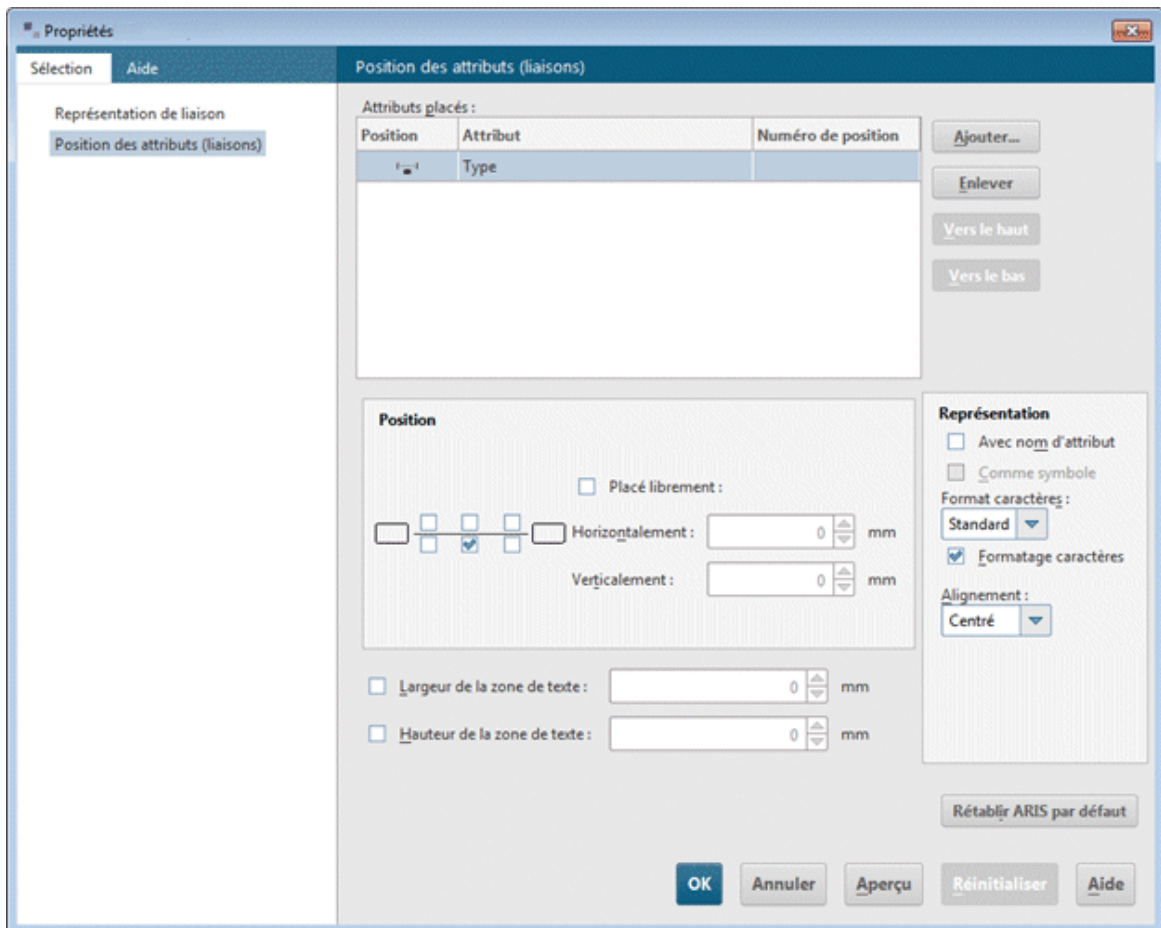 Propriétés
Sélection
Aide
Position des attributs (liaisons)
Représentation de liaison
Position des attributs (liaisons)
Attributs placés :
Position
Attribut
Numéro de position
Type
Ajouter...
Enlever
Vers le haut
Vers le bas
Position
Placé librement :
Horizontalement :
0
mm
Verticalement :
0
mm
Représentation
Avec nom d'attribut
Comme symbole
Format caractères :
Standard
Formatage caractères
Alignement :
Centré
Largeur de la zone de texte :
0
mm
Hauteur de la zone de texte :
0
mm
Rétablir ARIS par défaut
OK
Annuler
Aperçu
Réinitialiser
Aide